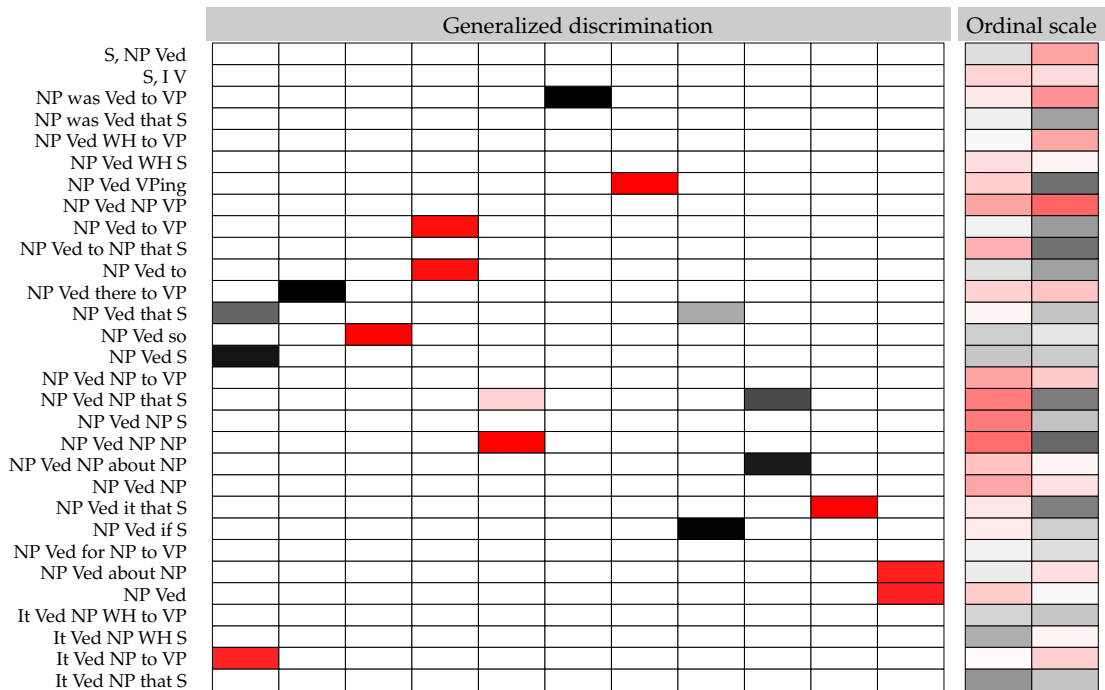 Generalized discrimination Ordinal scale
S, NP Ved
S, I V
NP was Ved to VP
NP was Ved that S
NP Ved WH to VP
NP Ved WH S
NP Ved VPing
NP Ved NP VP
NP Ved to VP
NP Ved to NP that S
NP Ved to
NP Ved there to VP
NP Ved that S
NP Ved so
NP Ved S
NP Ved NP to VP
NP Ved NP that S
NP Ved NP S
NP Ved NP NP
NP Ved NP about NP
NP Ved NP
NP Ved it that S
NP Ved if S
NP Ved for NP to VP
NP Ved about NP
NP Ved
It Ved NP WH to VP
It Ved NP WH S
It Ved NP to VP
It Ved NP that S